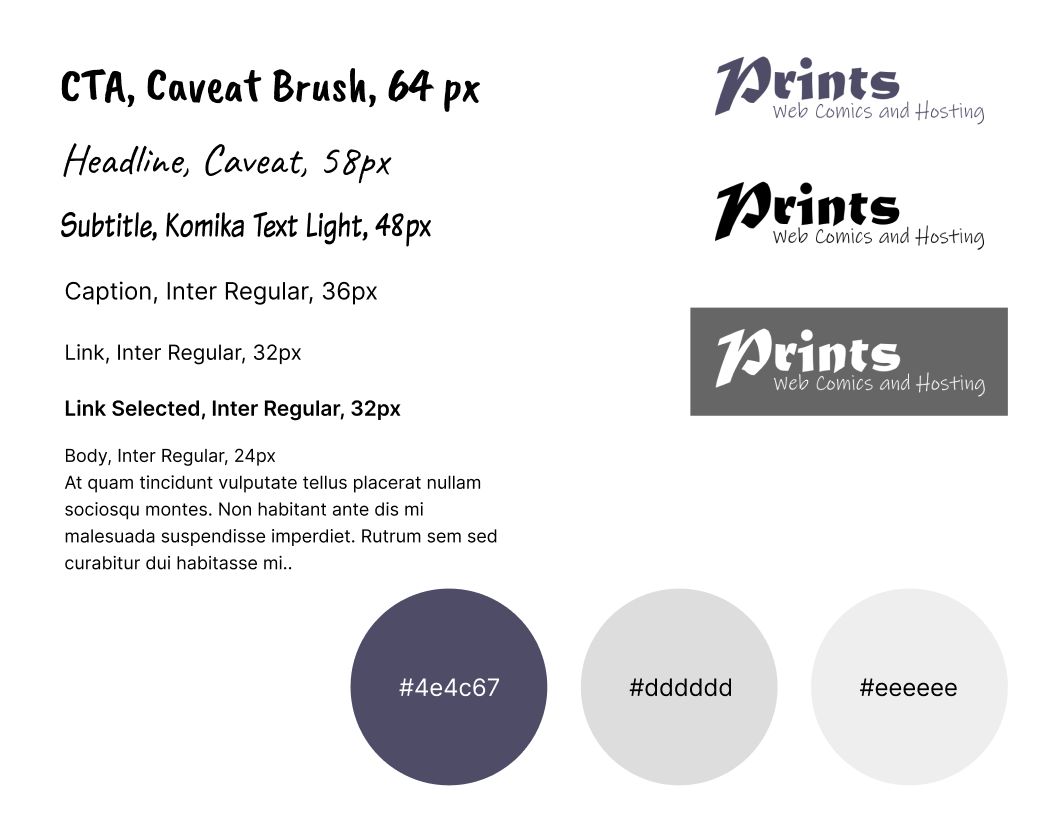 CTA, Caveat Brush, 64 px
Headline, Caveat, 58px
Subtitle, Komika Text Light, 48px
Caption, Inter Regular, 36px
Link, Inter Regular, 32px
Link Selected, Inter Regular, 32px
Body, Inter Regular, 24px
At quam tincidunt vulputate tellus placerat nullam
sociosqu montes. Non habitant ante dis mi
malesuada suspendisse imperdiet. Rutrum sem sed
curabitur dui habitasse mi..
Prints
Web Comics and Hosting
Prints
Web Comics and Hosting
Prints
Web Comics and Hosting
#4e4c67
#dddddd
#eeeeee